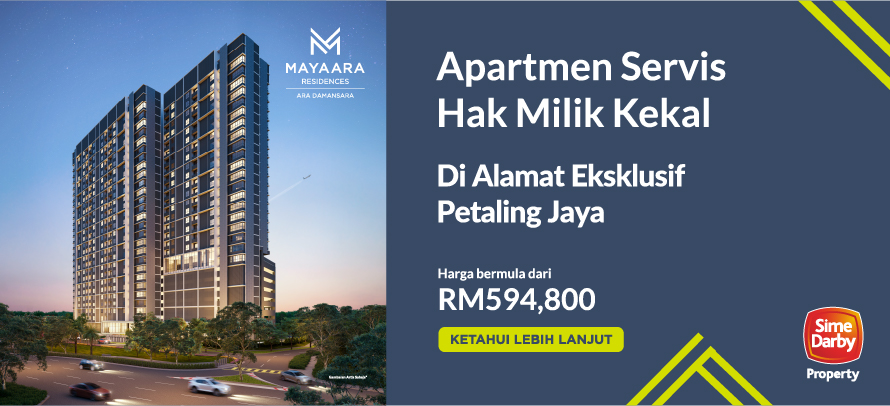 MAYAARA
RESIDENCES
ARA DAMANSARA
Apartmen Servis
Hak Milik Kekal
Di Alamat Eksklusif
Petaling Jaya
Harga bermula dari
RM594,800
KETAHUI LEBIH LANJUT
Sime
Darby
Property